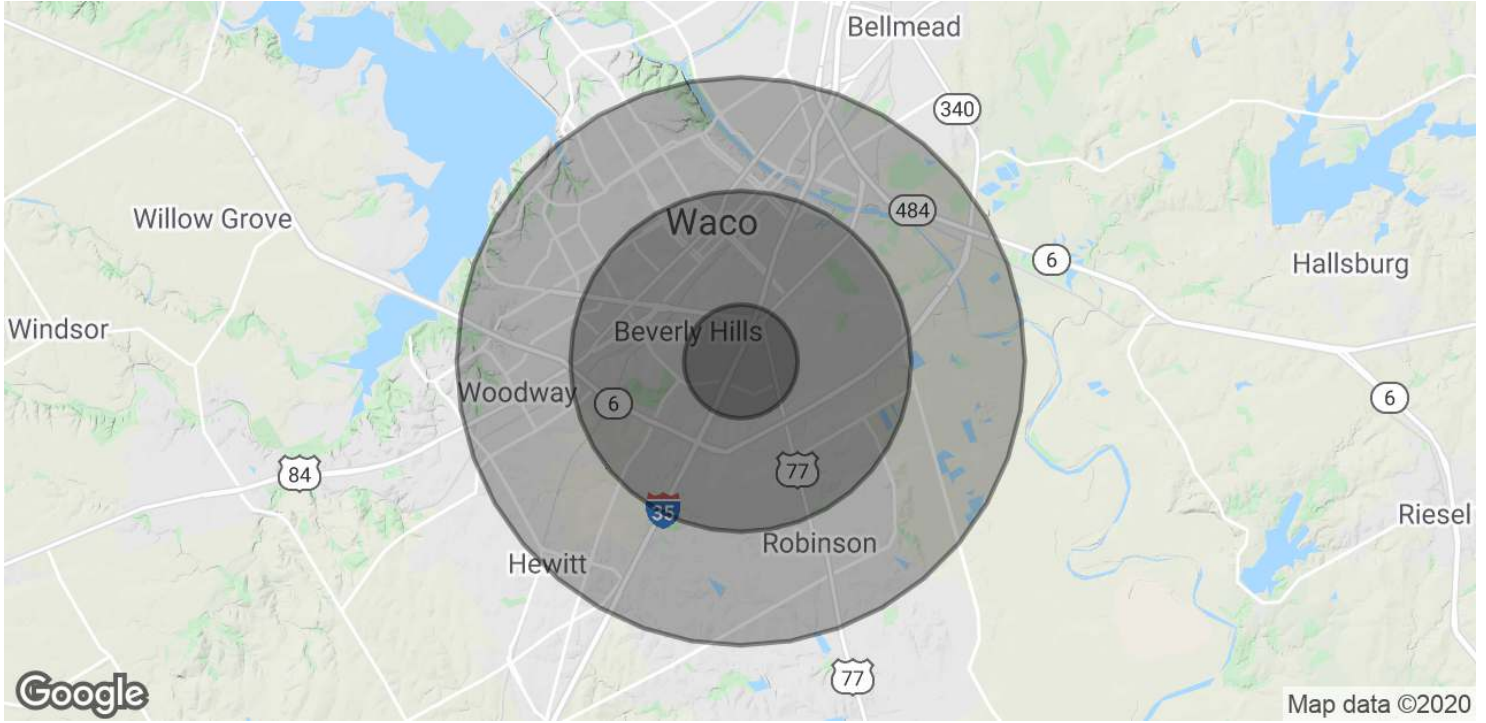 Bellmead
340
Willow Grove
Waco
484
6
Hallsburg
Windsor
Beverly Hills
Woodway
6
6
84
77
35
Riesel
Robinson
Hewitt
77
Google
Map data ©2020